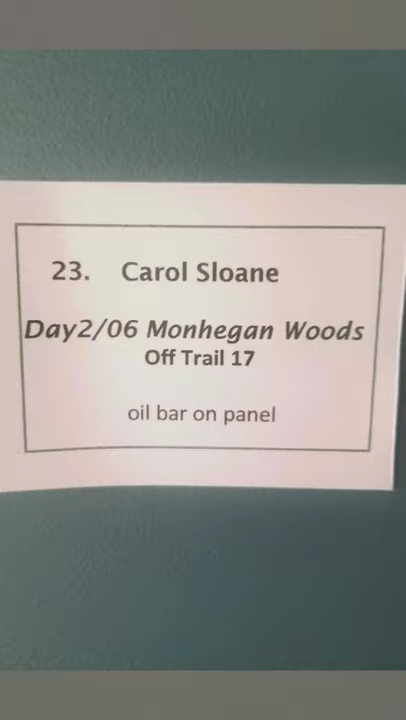 23. Carol Sloane
Day2/06 Monhegan Woods
Off Trail 17
oil bar on panel